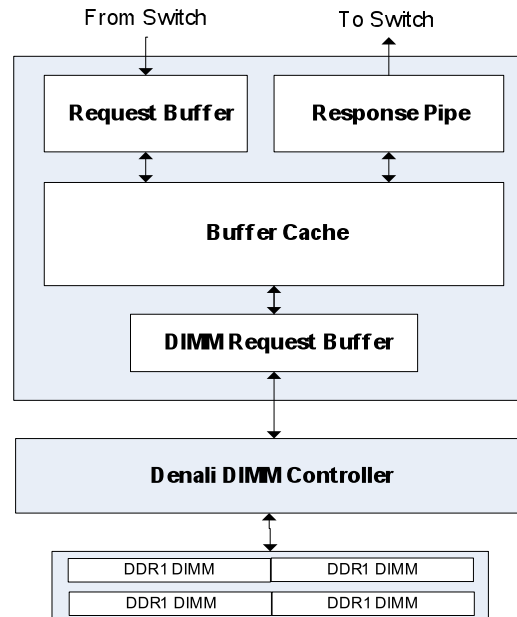 From Switch To Switch
Request Buffer Response Pipe
Buffer Cache
DIMM Request Buffer
Denali DIMM Controller
DDR1 DIMM DDR1 DIMM
DDR1 DIMM DDR1 DIMM